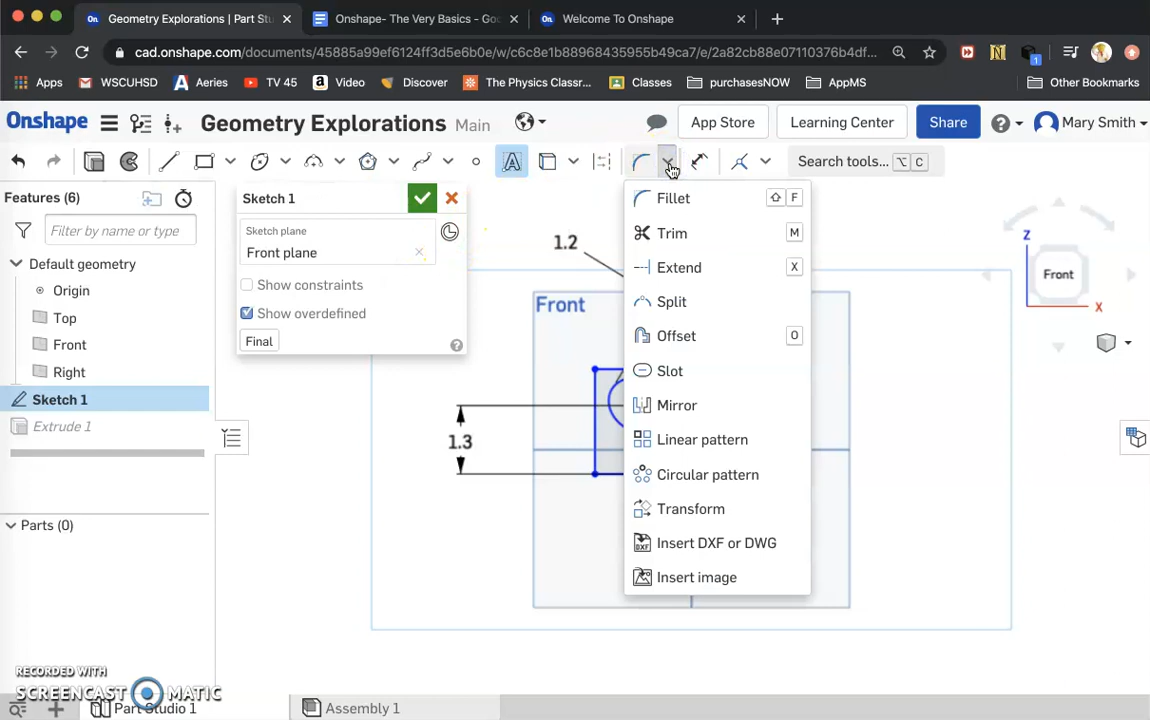 Geometry Explorations | Part Stu
Onshape- The Very Basics - Goo
Welcome To Onshape
cad.onshape.com/documents/45885a99ef6124ff3d5e6b0e/w/c6c8e1b88968435955b49ca7/e/2a82cb88e07110376b4df...
Apps
WSCUHSD
Aeries
TV 45
Video
Discover
The Physics Classr...
Classes
purchasesNOW
AppMS
Other Bookmarks
Onshape
Geometry Explorations Main
App Store
Learning Center
Share
Mary Smith
Search tools... C
Features (6)
Filter by name or type
Default geometry
Origin
Top
Front
Right
Sketch 1
Extrude 1
Parts (0)
Sketch 1
Sketch plane
Front plane
Show constraints
Show overdefined
Final
Fillet F
Trim M
Extend X
Split
Offset O
Slot
Mirror
Linear pattern
Circular pattern
Transform
Insert DXF or DWG
Insert image
1.2
Front
1.3
Z
Front
X
RECORDED WITH
SCREENCAST MATIC
Part Studio 1
Assembly 1